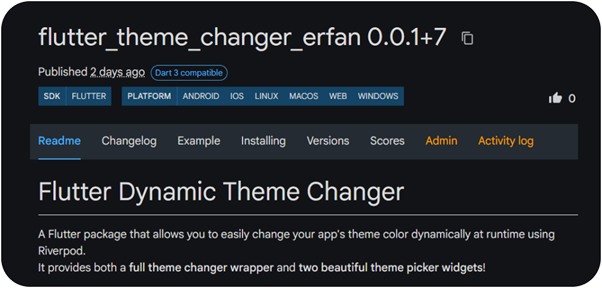 flutter_theme_changer_erfan 0.0.1+7
Published 2 days ago Dart 3 compatible
SDK FLUTTER PLATFORM ANDROID IOS LINUX MACOS WEB WINDOWS 0
Readme Changelog Example Installing Versions Scores Admin Activity log
Flutter Dynamic Theme Changer
A Flutter package that allows you to easily change your app's theme color dynamically at runtime using
Riverpod.
It provides both a full theme changer wrapper and two beautiful theme picker widgets!